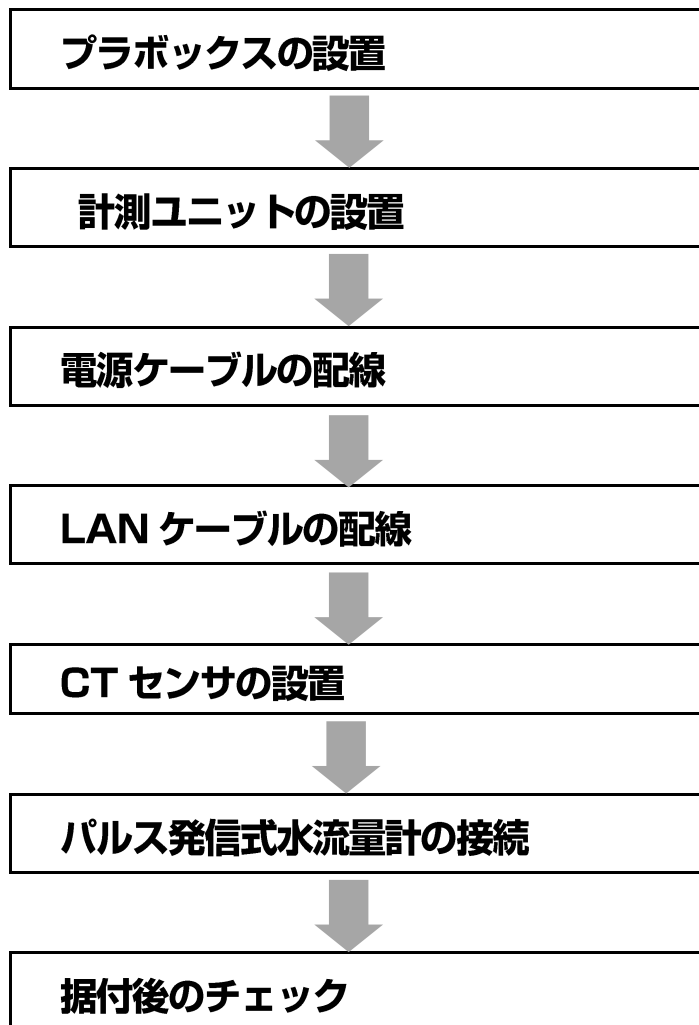 プラボックスの設置
計測ユニットの設置
電源ケーブルの配線
LAN ケーブルの配線
CT センサの設置
パルス発信式水流量計の接続
据付後のチェック